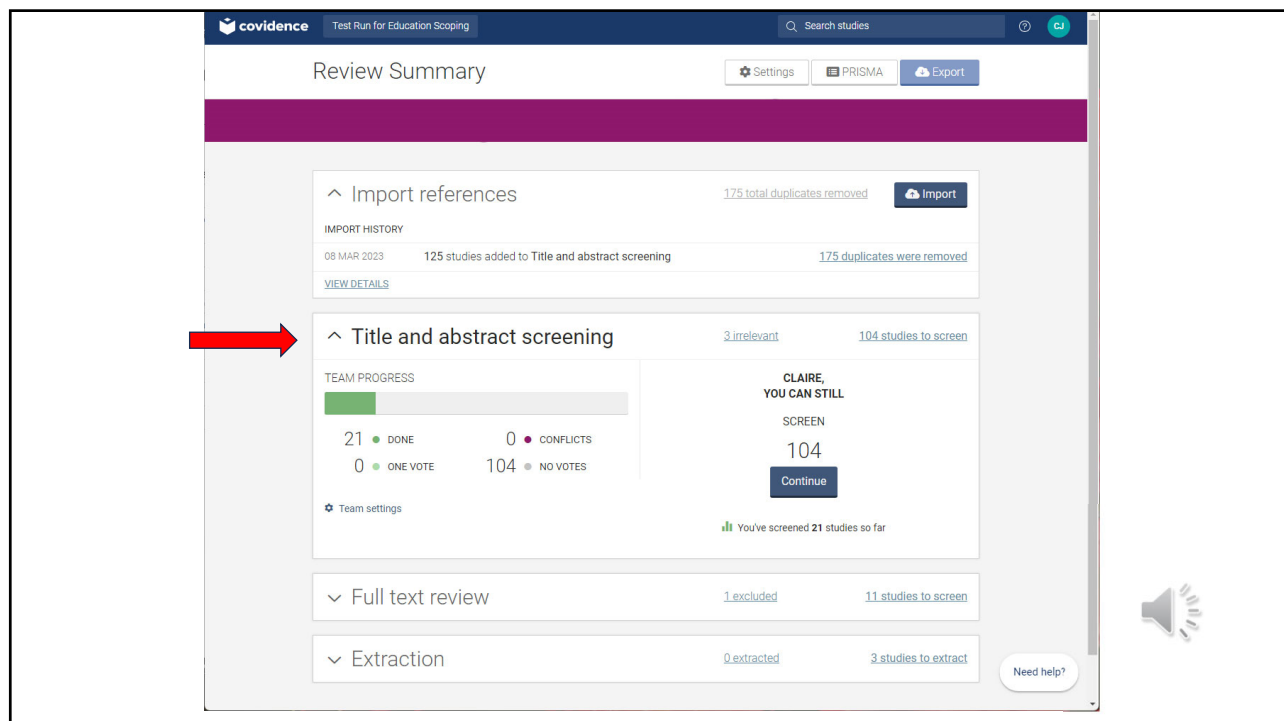 covidence Test Run for Education Scoping Search studies ? CJ
Review Summary Settings PRISMA Export
Import references 175 total duplicates removed Import
IMPORT HISTORY
08 MAR 2023 125 studies added to Title and abstract screening 175 duplicates were removed
VIEW DETAILS
Title and abstract screening 3 irrelevant 104 studies to screen
TEAM PROGRESS
CLAIRE,
YOU CAN STILL
SCREEN
104
Continue
21 DONE 0 CONFLICTS
0 ONE VOTE 104 NO VOTES
Team settings
You've screened 21 studies so far
Full text review 1 excluded 11 studies to screen
Extraction 0 extracted 3 studies to extract
Need help?